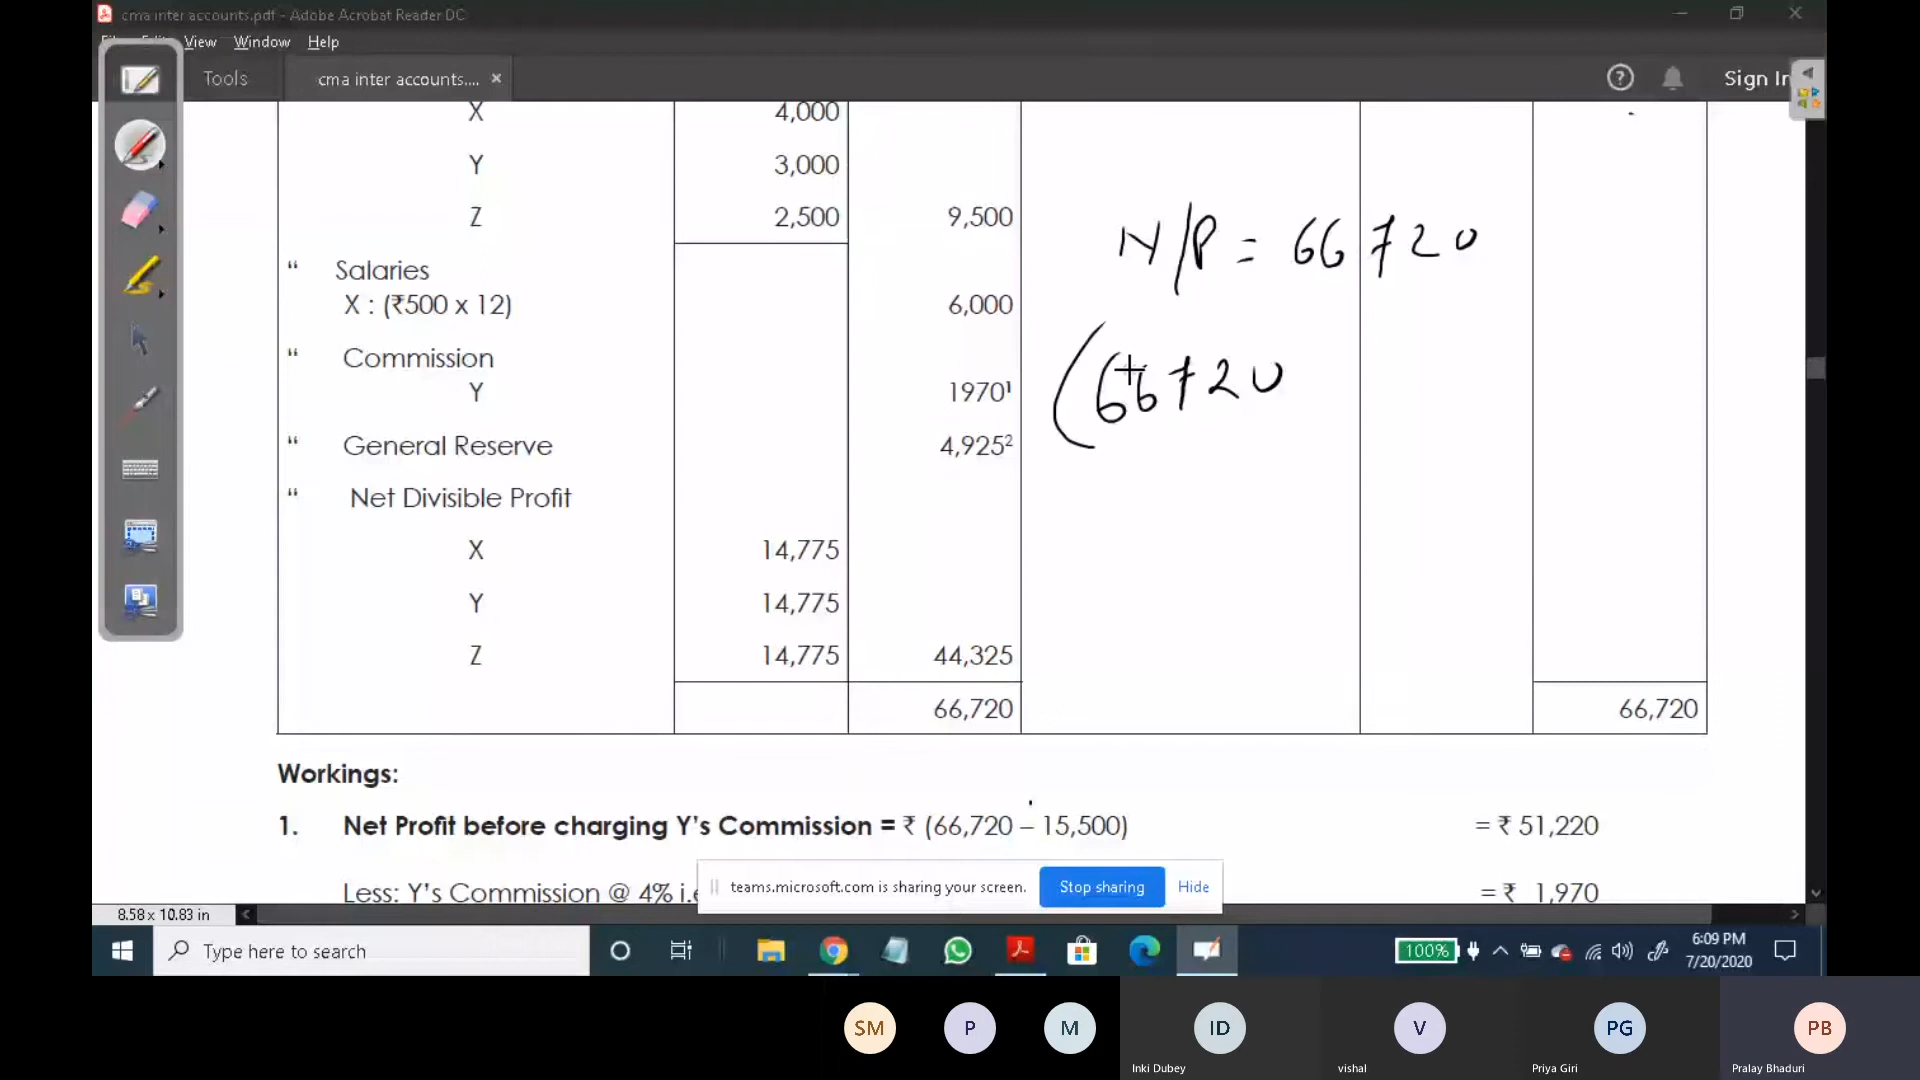 cma inter accounts.pdf - Adobe Acrobat Reader DC
View Window Help
Tools
cma inter accounts....
Sign In
X 4,000
Y 3,000
Z 2,500 9,500
“ Salaries
X : (₹500 x 12) 6,000
“ Commission
Y 1970¹
“ General Reserve 4,925²
“ Net Divisible Profit
X 14,775
Y 14,775
Z 14,775 44,325
66,720 66,720
N/P = 66720
(66720
Workings:
1. Net Profit before charging Y’s Commission = ₹ (66,720 – 15,500) = ₹ 51,220
Less: Y’s Commission @ 4% i.e = ₹ 1,970
teams.microsoft.com is sharing your screen. Stop sharing Hide
8.58 x 10.83 in
Type here to search
100%
6:09 PM
7/20/2020
SM P M ID V PG PB
Inki Dubey vishal Priya Giri Pralay Bhaduri